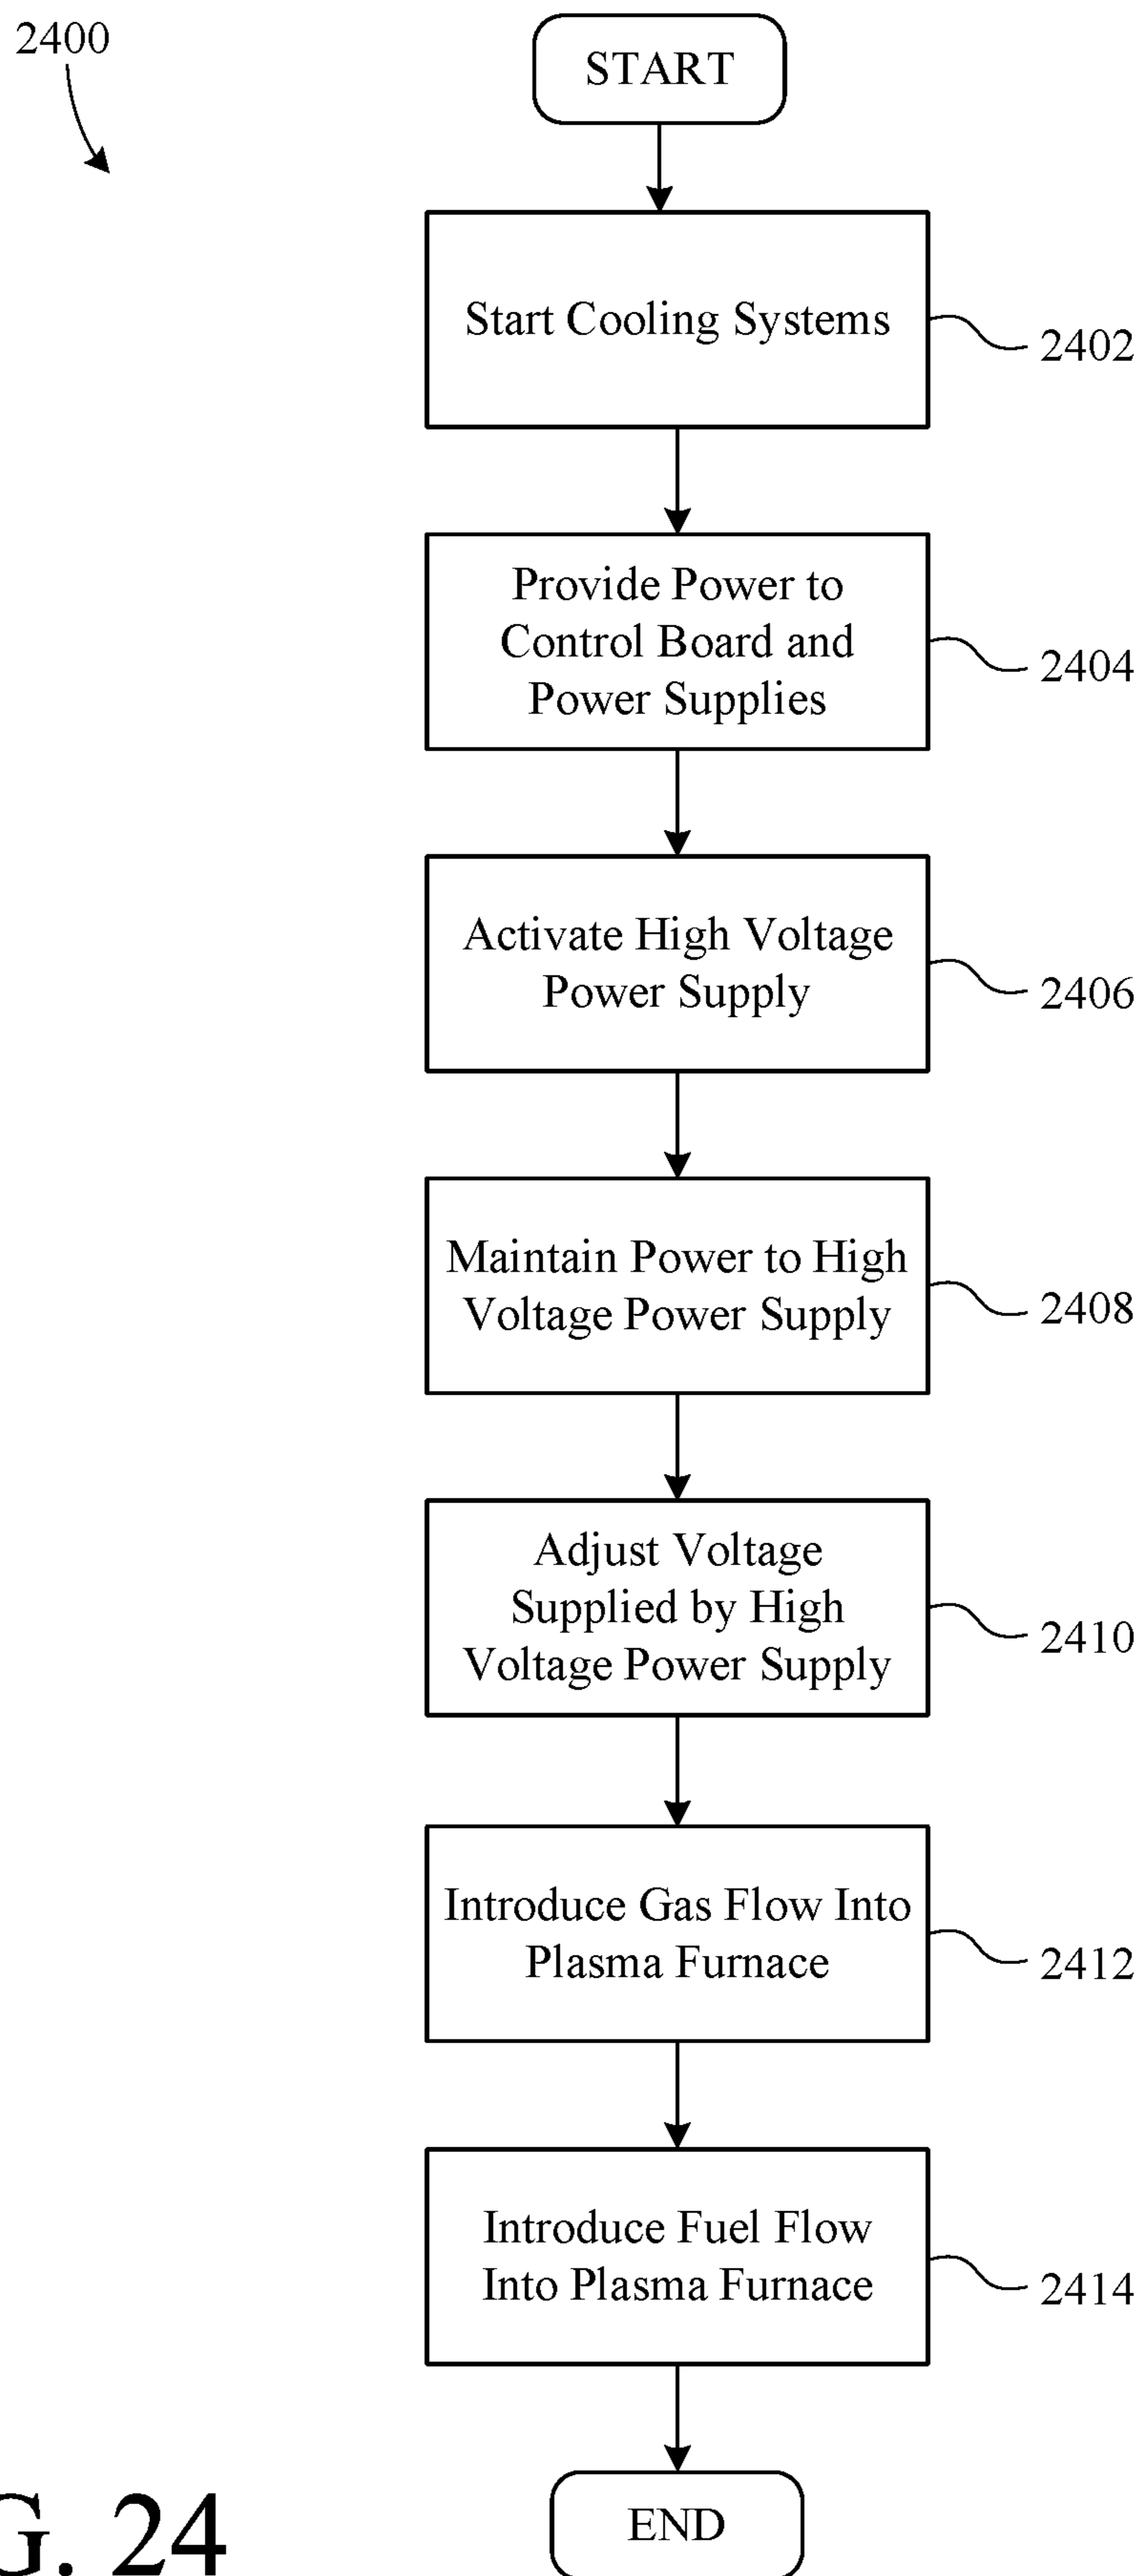 2400
START
Start Cooling Systems
2402
Provide Power to
Control Board and
Power Supplies
2404
Activate High Voltage
Power Supply
2406
Maintain Power to High
Voltage Power Supply
2408
Adjust Voltage
Supplied by High
Voltage Power Supply
2410
Introduce Gas Flow Into
Plasma Furnace
2412
Introduce Fuel Flow
Into Plasma Furnace
2414
END
G. 24